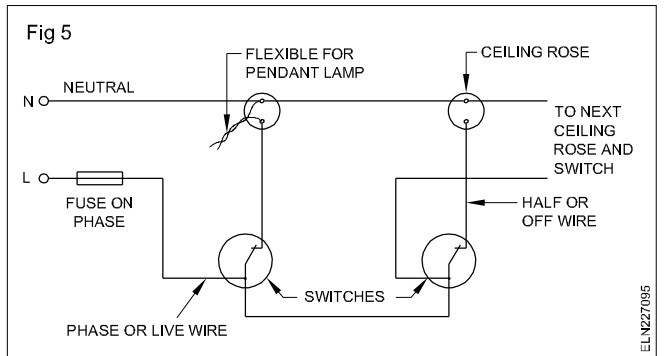 Fig 5
FLEXIBLE FOR
PENDANT LAMP
CEILING ROSE
N
NEUTRAL
TO NEXT
CEILING
ROSE AND
SWITCH
L
FUSE ON
PHASE
HALF OR
OFF WIRE
SWITCHES
PHASE OR LIVE WIRE
ELN227095